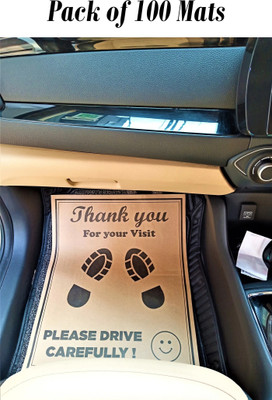 Pack of 100 Mats
Thank you
For your Visit
PLEASE DRIVE
CAREFULLY !